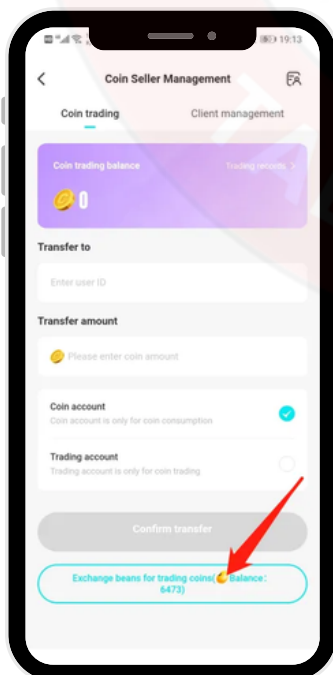 19:13
Coin Seller Management
Coin trading
Client management
Coin trading balance
Trading records >
0
Transfer to
Enter user ID
Transfer amount
Please enter coin amount
Coin account
Coin account is only for coin consumption
Trading account
Trading account is only for coin trading
Confirm transfer
Exchange beans for trading coins(Balance:
6473)